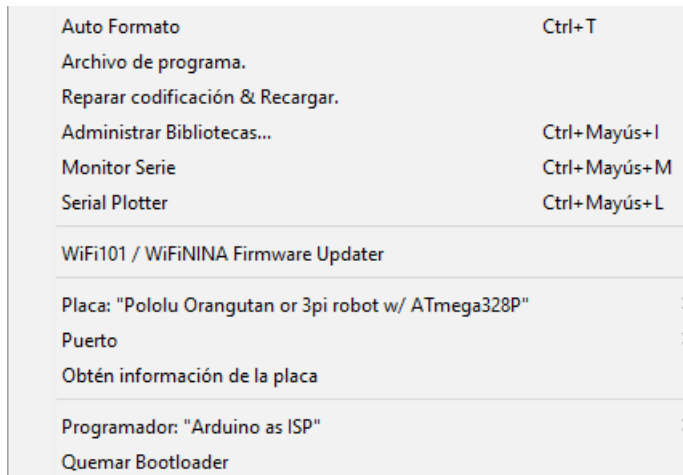 Auto Formato Ctrl+T
Archivo de programa.
Reparar codificación & Recargar.
Administrar Bibliotecas... Ctrl+Mayús+I
Monitor Serie Ctrl+Mayús+M
Serial Plotter Ctrl+Mayús+L
WiFi101 / WiFiNINA Firmware Updater
Placa: "Pololu Orangutan or 3pi robot w/ ATmega328P"
Puerto
Obtén información de la placa
Programador: "Arduino as ISP"
Quemar Bootloader